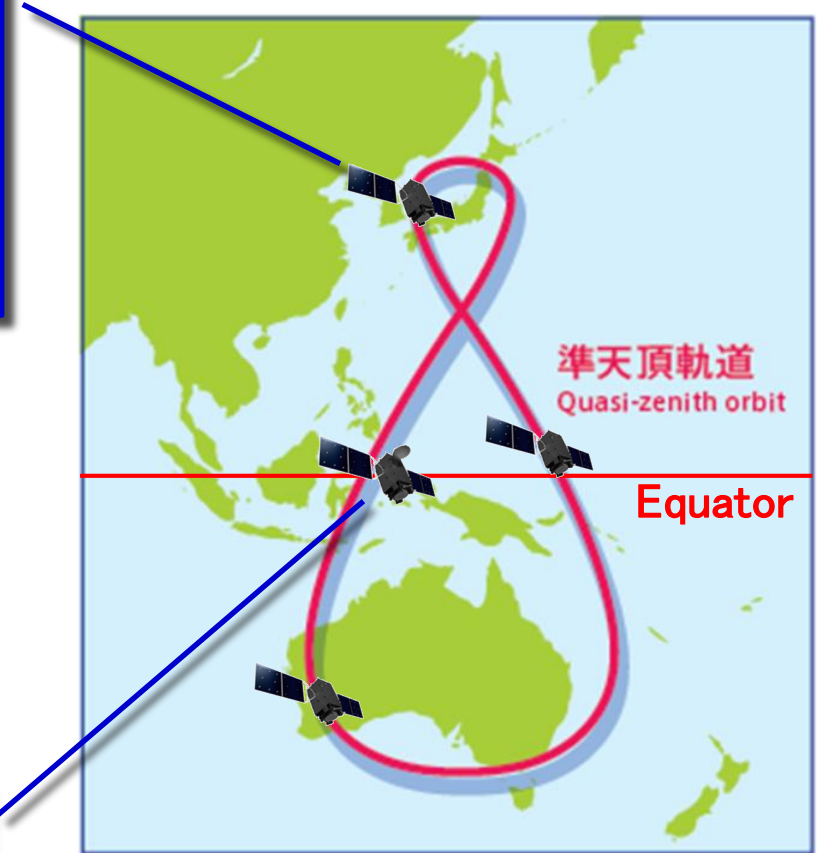 準天頂軌道
Quasi-zenith orbit
Equator